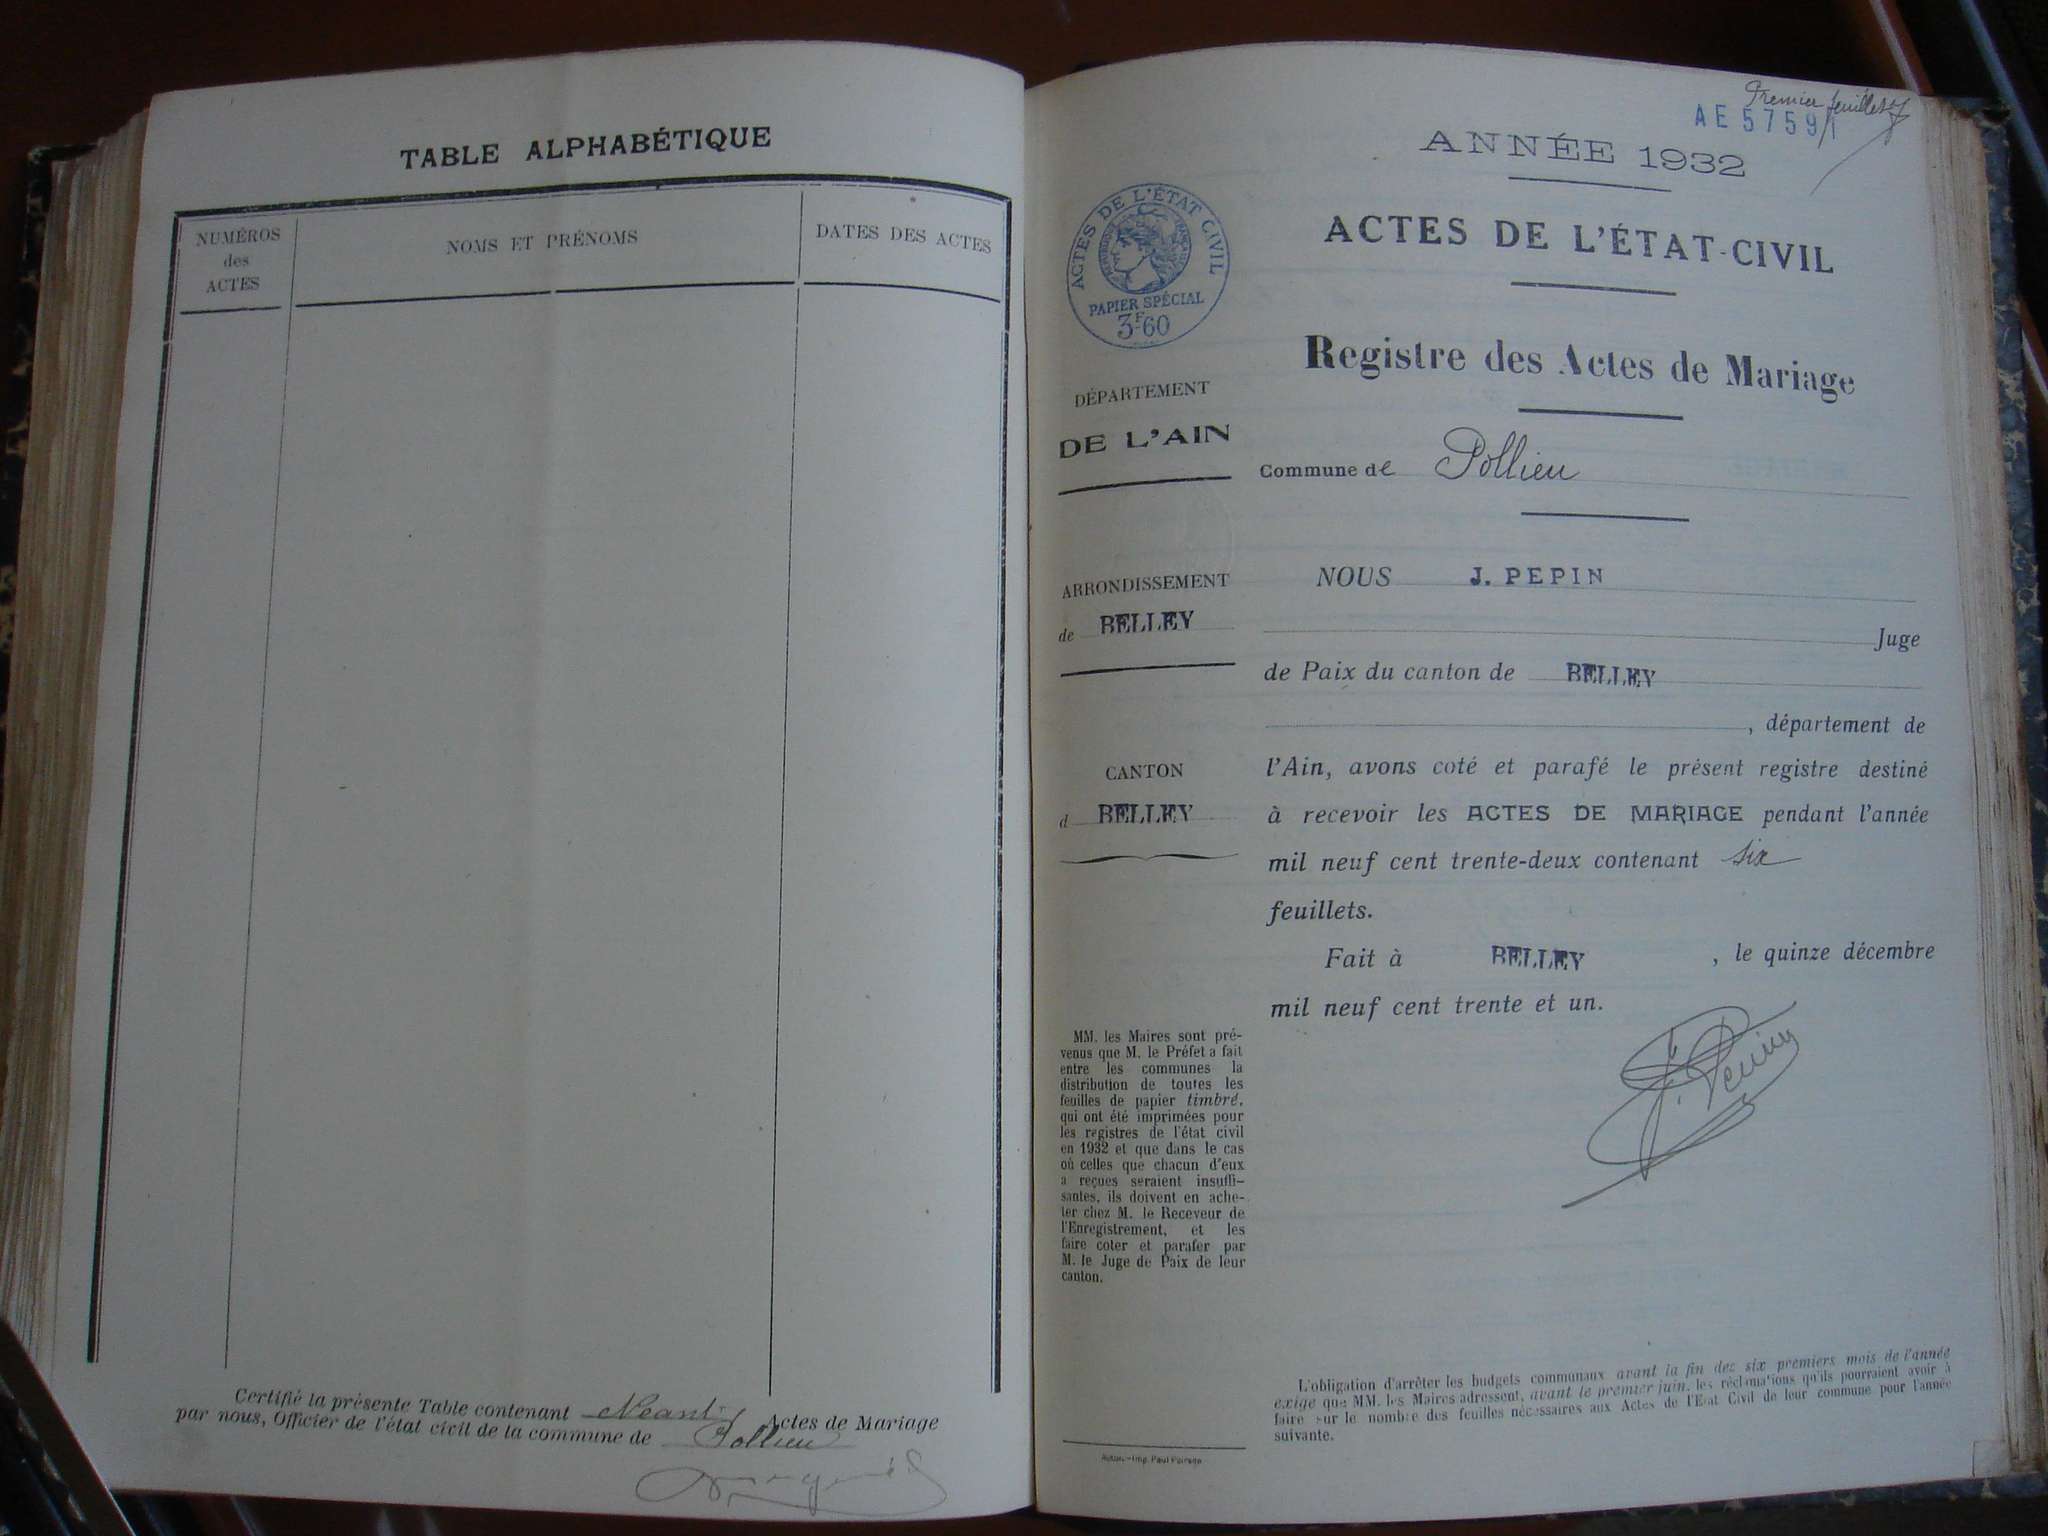 TABLE ALPHABÉTIQUE
NUMÉROS
des
ACTES
NOMS ET PRÉNOMS
DATES DES ACTES
Certifié la présente Table contenant Néant Actes de Mariage
par nous, Officier de l'état civil de la commune de Pollieu
Premier feuillet
AE 5759
ANNÉE 1932
ACTES DE L'ÉTAT-CIVIL
Registre des Actes de Mariage
ACTES DE L'ÉTAT CIVIL
RÉPUBLIQUE FRANÇAISE
PAPIER SPÉCIAL
3F60
DÉPARTEMENT
DE L'AIN
Commune de Pollieu
ARRONDISSEMENT
de BELLEY
CANTON
d BELLEY
NOUS J. PEPIN
Juge
de Paix du canton de BELLEY
, département de
l'Ain, avons coté et parafé le présent registre destiné
à recevoir les ACTES DE MARIAGE pendant l'année
mil neuf cent trente-deux contenant six
feuillets.
Fait à BELLEY , le quinze décembre
mil neuf cent trente et un.
J. Pepin
MM. les Maires sont pré-
venus que M. le Préfet a fait
entre les communes la
distribution de toutes les
feuilles de papier timbré,
qui ont été imprimées pour
les registres de l'état civil
en 1932 et que dans le cas
où celles que chacun d'eux
a reçues seraient insuffi-
santes, ils doivent en ache-
ter chez M. le Receveur de
l'Enregistrement, et les
faire coter et parafer par
M. le Juge de Paix de leur
canton.
L'obligation d'arrêter les budgets communaux avant la fin des six premiers mois de l'année
exige que MM. les Maires adressent, avant le premier juin, les réclamations qu'ils pourraient avoir à
faire sur le nombre des feuilles nécessaires aux Actes de l'Etat Civil de leur commune pour l'année
suivante.
Imp. Paul